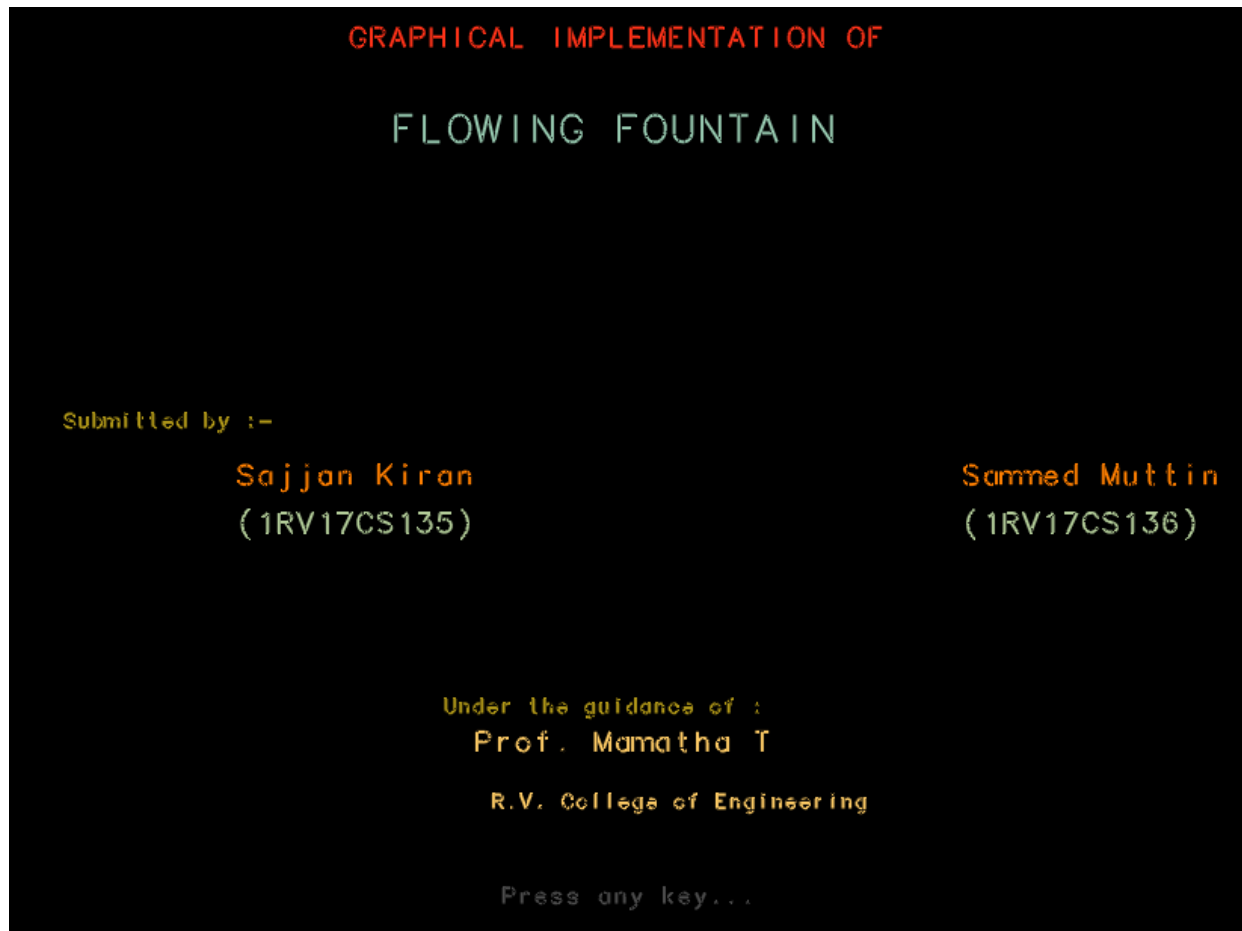 GRAPHICAL IMPLEMENTATION OF
FLOWING FOUNTAIN
Submitted by :-
Sajjan Kiran Sammed Muttin
(1RV17CS135) (1RV17CS136)
Under the guidance of :
Prof. Mamatha T
R.V. College of Engineering
Press any key...